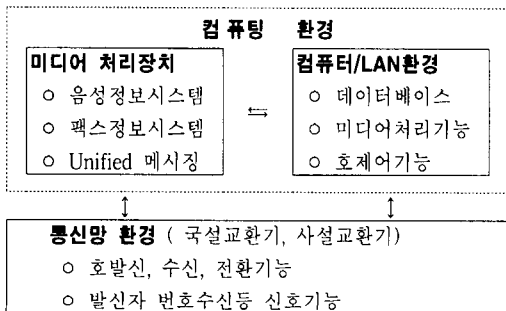 컴퓨팅 환경
미디어 처리장치
o 음성정보시스템
o 팩스정보시스템
o Unified 메시징
컴퓨터/LAN환경
o 데이터베이스
o 미디어처리기능
o 호제어기능
통신망 환경 ( 국설교환기, 사설교환기)
o 호발신, 수신, 전환기능
o 발신자 번호수신등 신호기능